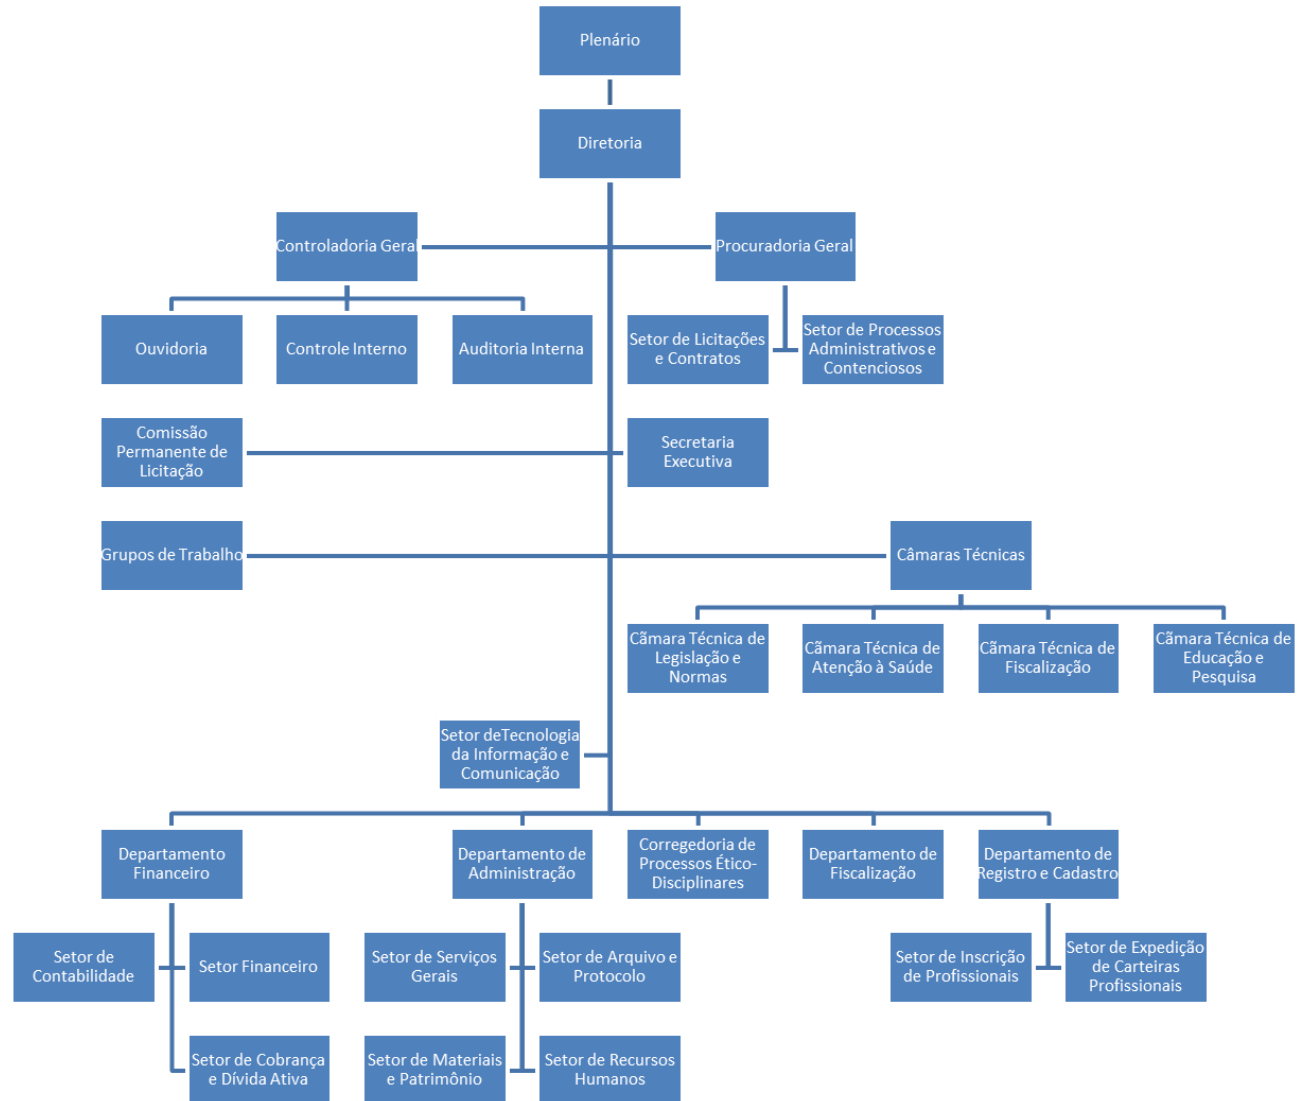 Plenário
Diretoria
Controladoria Geral
Procuradoria Geral
Ouvidoria
Controle Interno
Auditoria Interna
Setor de Licitações
e Contratos
Setor de Processos
Administrativos e
Contenciosos
Comissão
Permanente de
Licitação
Secretaria
Executiva
Grupos de Trabalho
Câmaras Técnicas
Cãmara Técnica de
Legislação e
Normas
Cãmara Técnica de
Atenção à Saúde
Cãmara Técnica de
Fiscalização
Cãmara Técnica de
Educação e
Pesquisa
Setor deTecnologia
da Informação e
Comunicação
Departamento
Financeiro
Departamento de
Administração
Corregedoria de
Processos Ético-
Disciplinares
Departamento de
Fiscalização
Departamento de
Registro e Cadastro
Setor de
Contabilidade
Setor Financeiro
Setor de Serviços
Gerais
Setor de Arquivo e
Protocolo
Setor de Inscrição
de Profissionais
Setor de Expedição
de Carteiras
Profissionais
Setor de Cobrança
e Dívida Ativa
Setor de Materiais
e Patrimônio
Setor de Recursos
Humanos